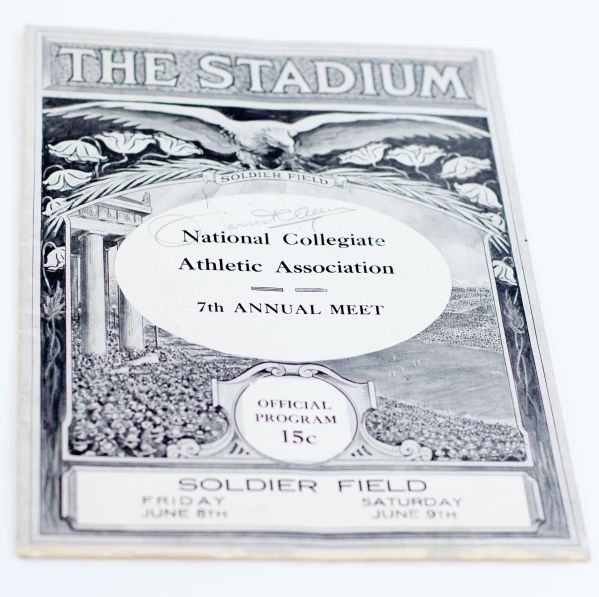 THE STADIUM
SOLDIER FIELD
National Collegiate
Athletic Association
7th ANNUAL MEET
OFFICIAL
PROGRAM
15c
SOLDIER FIELD
FRIDAY SATURDAY
JUNE 8TH JUNE 9TH